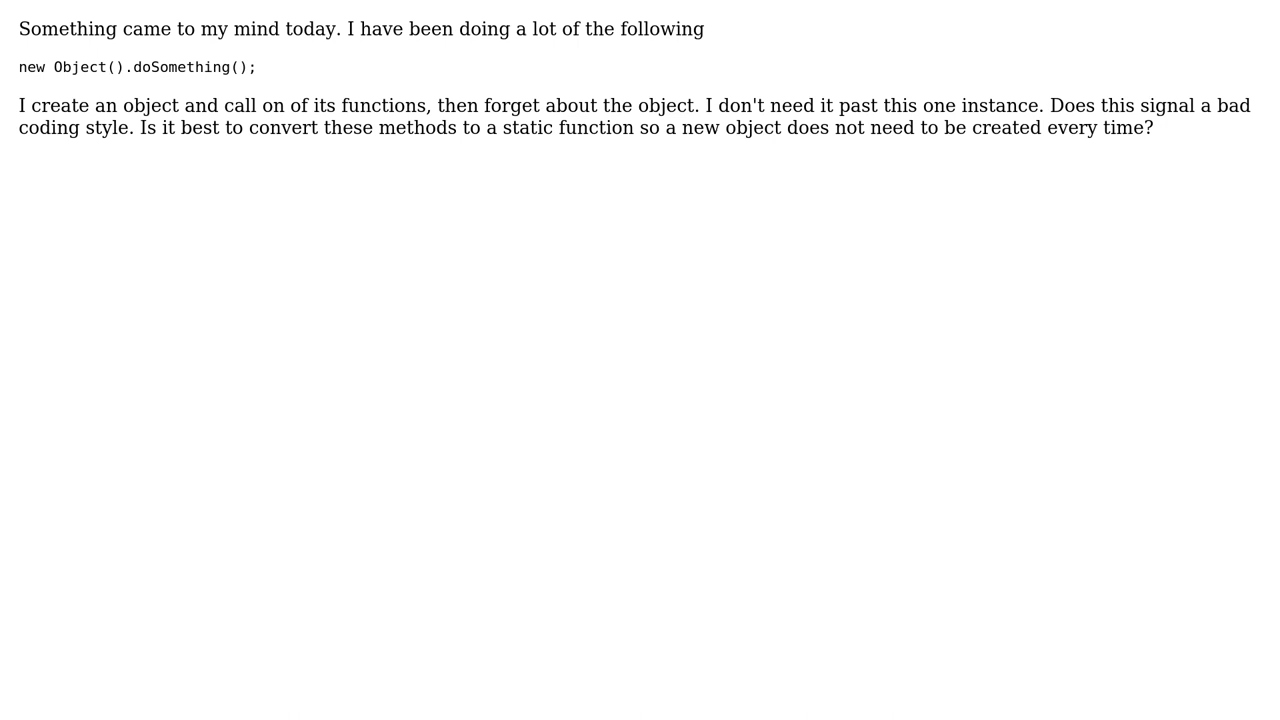 Something came to my mind today. I have been doing a lot of the following
new Object().doSomething();
I create an object and call on of its functions, then forget about the object. I don't need it past this one instance. Does this signal a bad
coding style. Is it best to convert these methods to a static function so a new object does not need to be created every time?